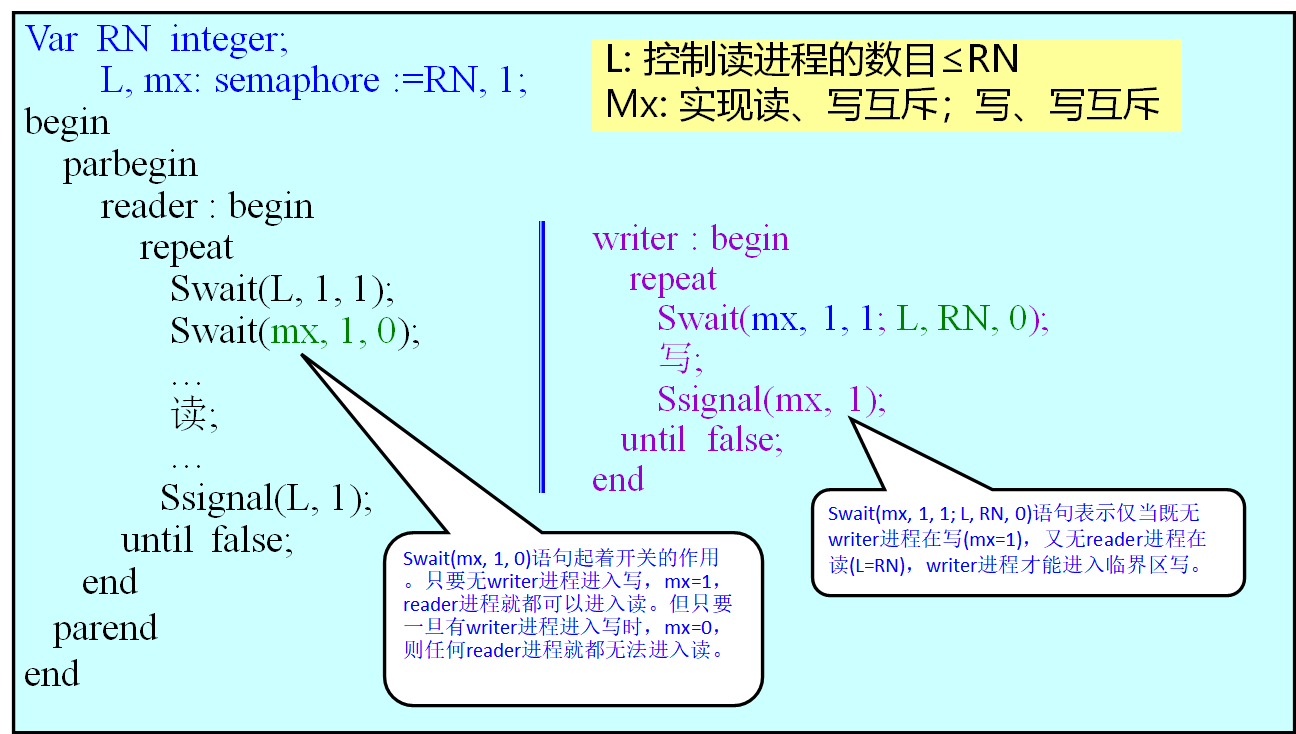 Var RN integer;
L, mx: semaphore :=RN, 1;
begin
parbegin
reader : begin
repeat
Swait(L, 1, 1);
Swait(mx, 1, 0);
…
读;
…
Ssignal(L, 1);
until false;
end
parend
end
L: 控制读进程的数目≤RN
Mx: 实现读、写互斥；写、写互斥
writer : begin
repeat
Swait(mx, 1, 1; L, RN, 0);
写;
Ssignal(mx, 1);
until false;
end
Swait(mx, 1, 0)语句起着开关的作用
。只要无writer进程进入写，mx=1，
reader进程就都可以进入读。但只要
一旦有writer进程进入写时，mx=0，
则任何reader进程就都无法进入读。
Swait(mx, 1, 1; L, RN, 0)语句表示仅当既无
writer进程在写(mx=1)，又无reader进程在
读(L=RN)，writer进程才能进入临界区写。